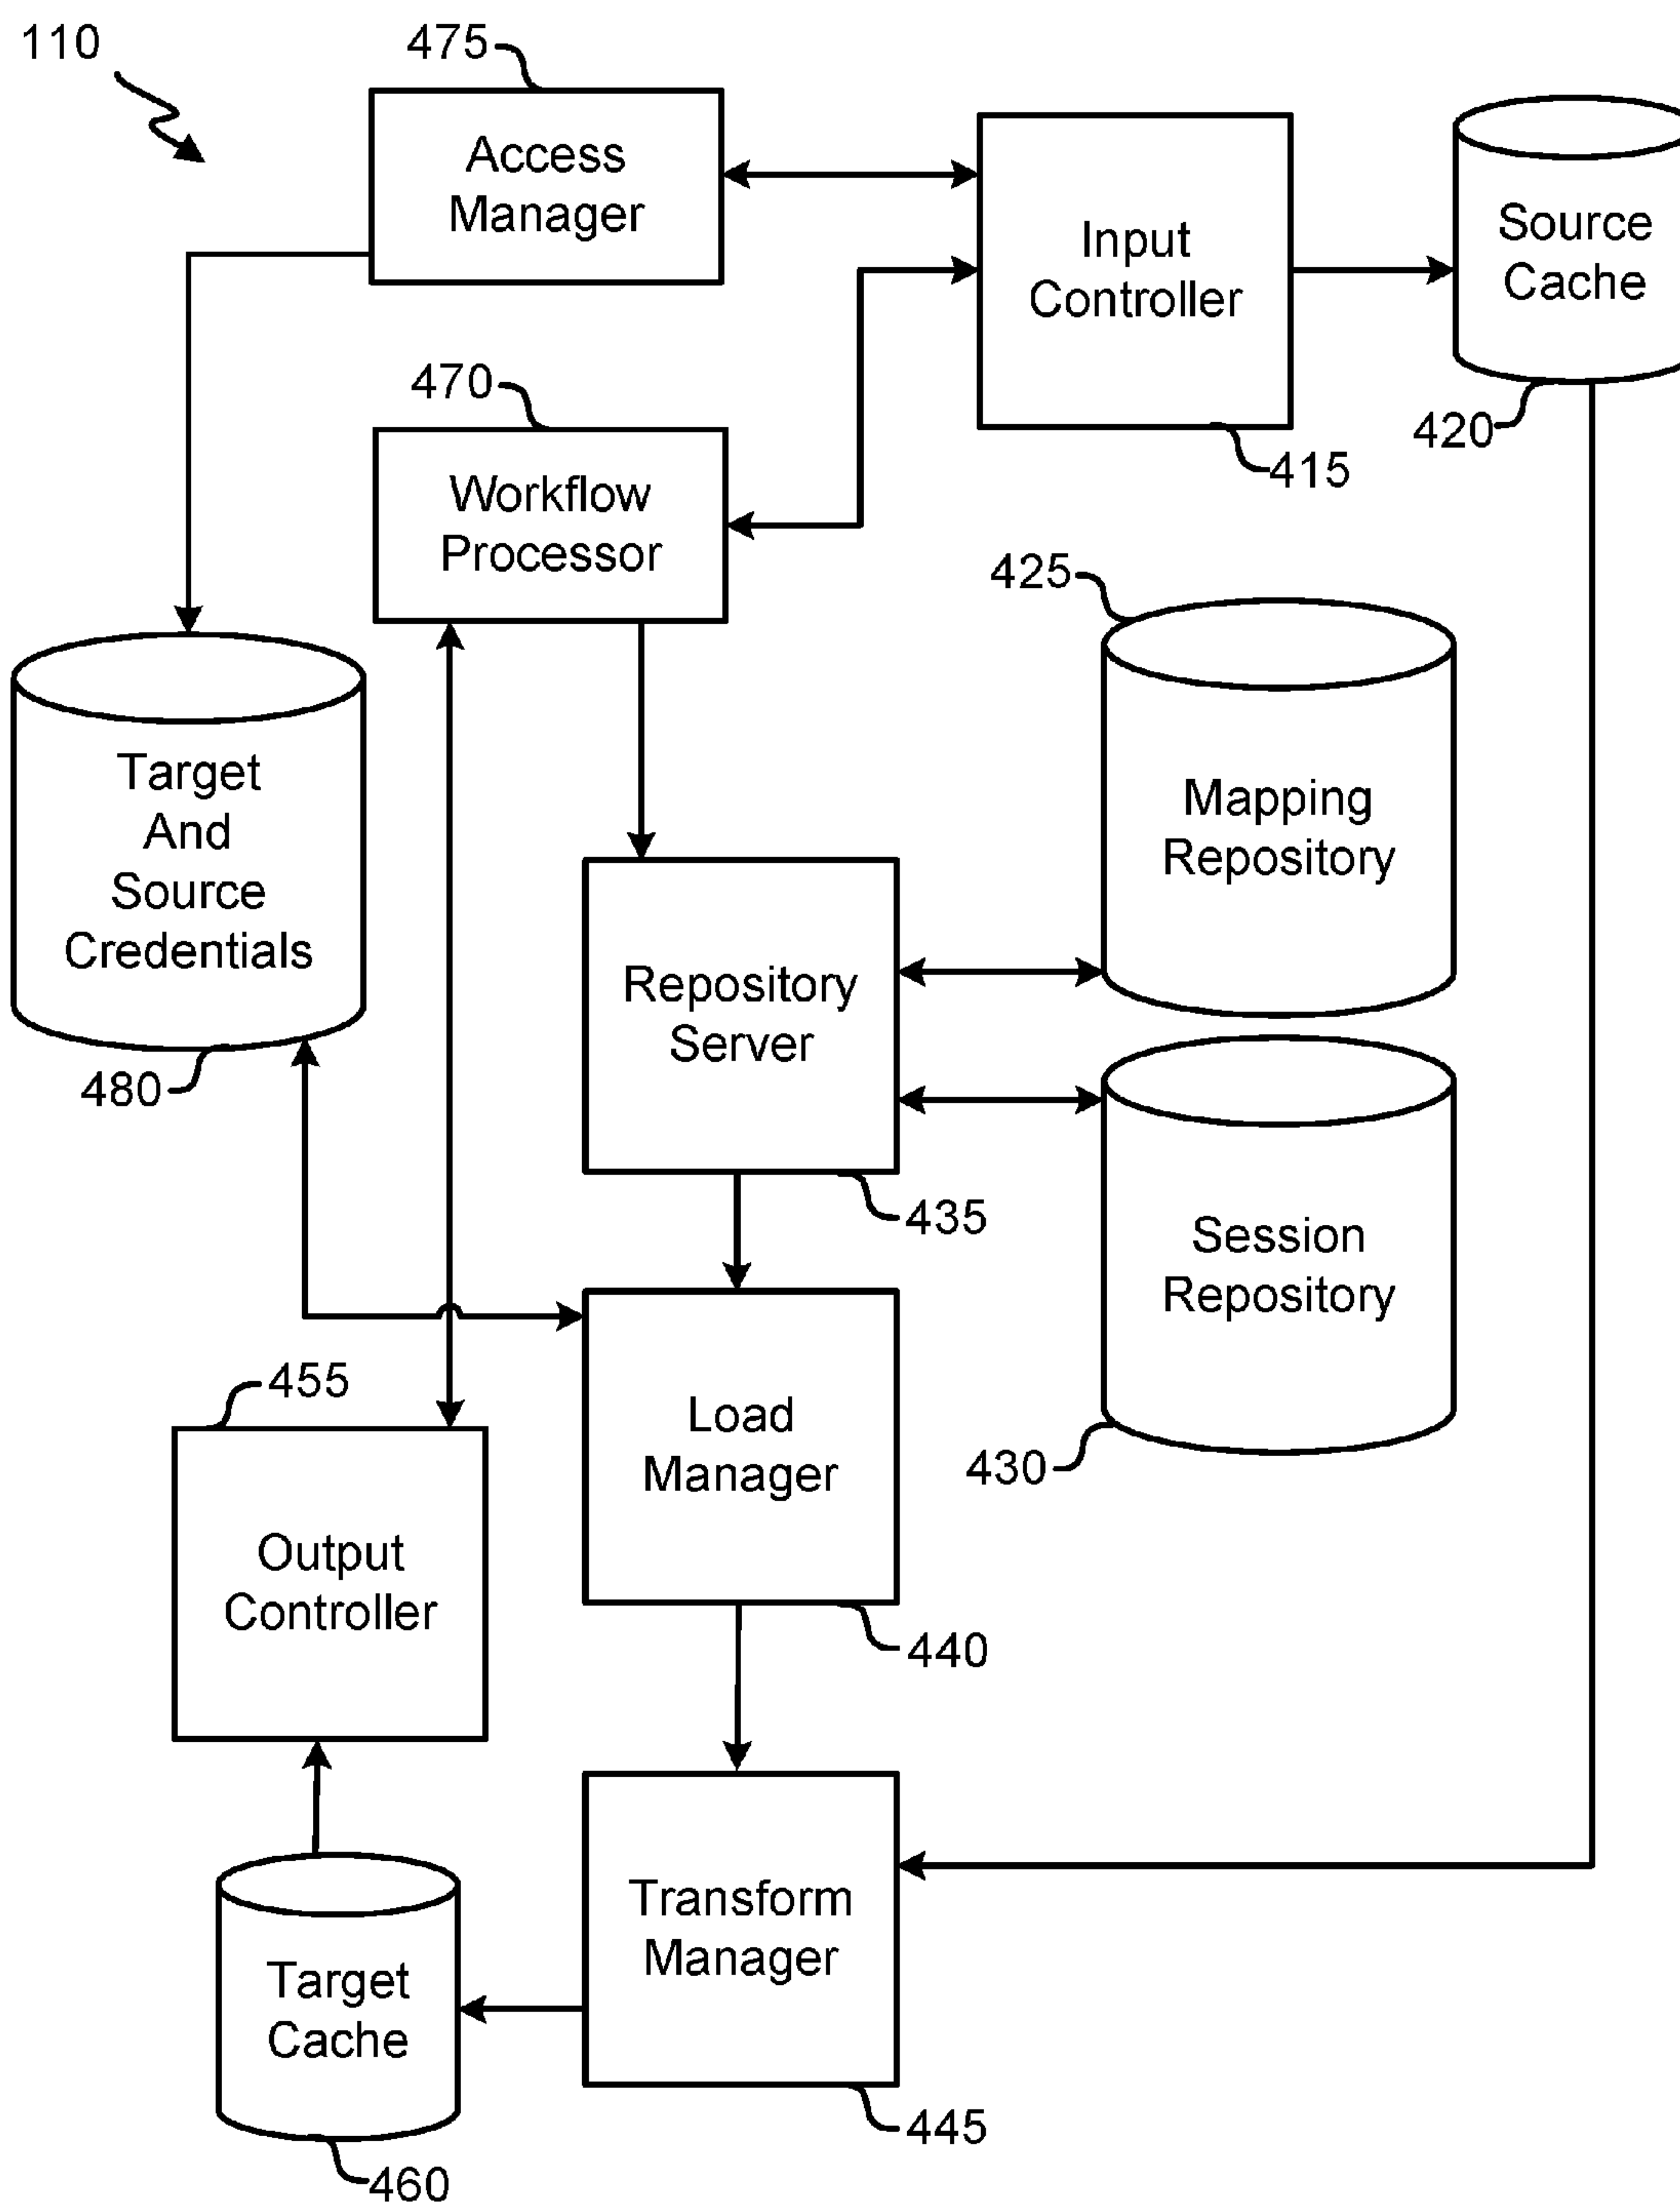 110
475
Access
Manager
Input
Controller
415
Source
Cache
420
470
Workflow
Processor
425
Mapping
Repository
Target
And
Source
Credentials
480
Repository
Server
435
Session
Repository
430
455
Output
Controller
Load
Manager
440
Transform
Manager
445
Target
Cache
460